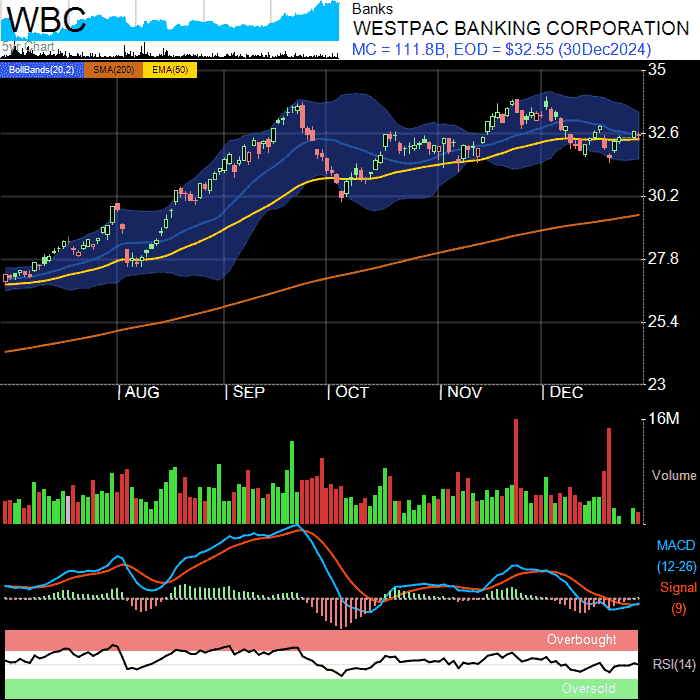 WBC
5yr Chart
Banks
WESTPAC BANKING CORPORATION
MC = 111.8B, EOD = $32.55 (30Dec2024)
BollBands(20,2) SMA(200) EMA(50)
35
32.6
30.2
27.8
25.4
23
AUG SEP OCT NOV DEC
16M
Volume
MACD
(12-26)
Signal
(9)
Overbought
RSI(14)
Oversold